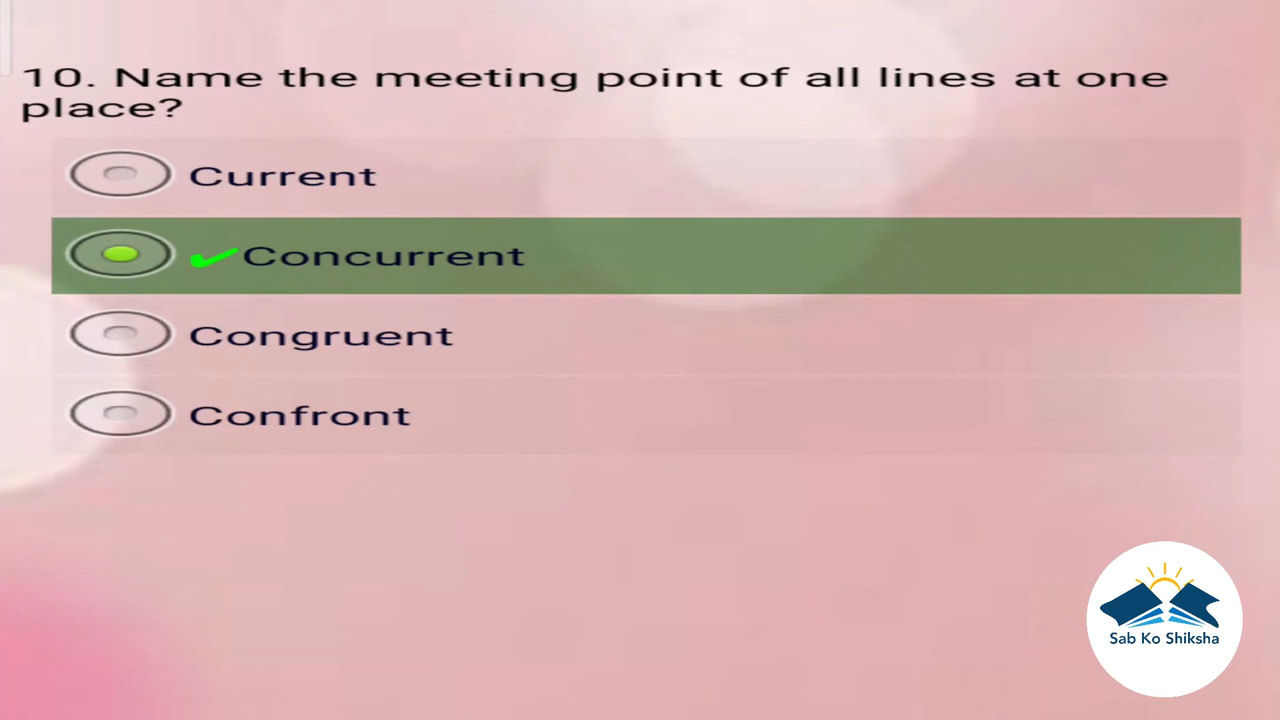 10. Name the meeting point of all lines at one
place?
Current
✔Concurrent
Congruent
Confront
Sab Ko Shiksha